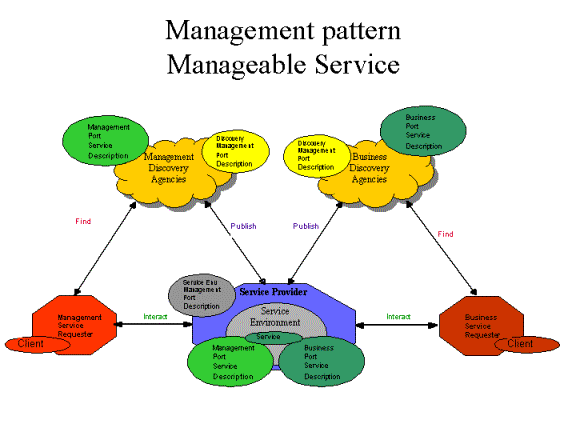 Management pattern
Manageable Service
Management
Port
Service
Description
Management
Discovery
Agencies
Discovery
Management
Port
Description
Discovery
Management
Port
Description
Business
Discovery
Agencies
Business
Port
Service
Description
Find
Publish
Publish
Find
Service Env
Management
Port
Description
Service Provider
Service
Environment
Service
Management
Port
Service
Description
Business
Port
Service
Description
Management
Service
Requester
Client
Interact
Interact
Business
Service
Requester
Client